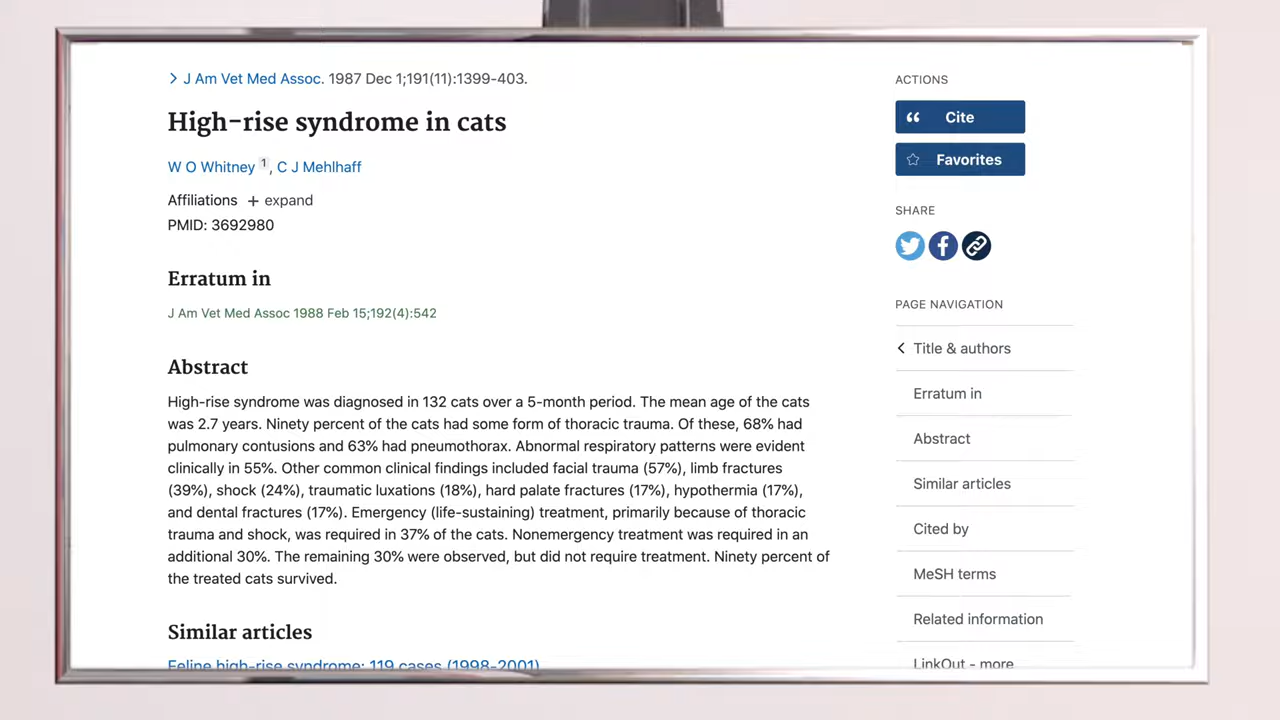 J Am Vet Med Assoc. 1987 Dec 1;191(11):1399-403.
High-rise syndrome in cats
W O Whitney 1, C J Mehlhaff
Affiliations + expand
PMID: 3692980
Erratum in
J Am Vet Med Assoc 1988 Feb 15;192(4):542
Abstract
High-rise syndrome was diagnosed in 132 cats over a 5-month period. The mean age of the cats
was 2.7 years. Ninety percent of the cats had some form of thoracic trauma. Of these, 68% had
pulmonary contusions and 63% had pneumothorax. Abnormal respiratory patterns were evident
clinically in 55%. Other common clinical findings included facial trauma (57%), limb fractures
(39%), shock (24%), traumatic luxations (18%), hard palate fractures (17%), hypothermia (17%),
and dental fractures (17%). Emergency (life-sustaining) treatment, primarily because of thoracic
trauma and shock, was required in 37% of the cats. Nonemergency treatment was required in an
additional 30%. The remaining 30% were observed, but did not require treatment. Ninety percent of
the treated cats survived.
Similar articles
Feline high-rise syndrome: 119 cases (1998-2001)
ACTIONS
Cite
Favorites
SHARE
PAGE NAVIGATION
Title & authors
Erratum in
Abstract
Similar articles
Cited by
MeSH terms
Related information
LinkOut - more